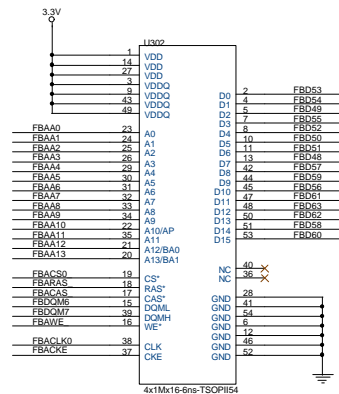 3.3V
U302
1 VDD
14 VDD
27 VDD
3 VDDQ
9 VDDQ
43 VDDQ
49 VDDQ
FBAA0 23 A0
FBAA1 24 A1
FBAA2 25 A2
FBAA3 26 A3
FBAA4 29 A4
FBAA5 30 A5
FBAA6 31 A6
FBAA7 32 A7
FBAA8 33 A8
FBAA9 34 A9
FBAA10 22 A10/AP
FBAA11 35 A11
FBAA12 21 A12/BA0
FBAA13 20 A13/BA1
FBACS0_ 19 CS*
FBARAS_ 18 RAS*
FBACAS_ 17 CAS*
FBDQM6 15 DQML
FBDQM7 39 DQMH
FBAWE_ 16 WE*
FBACLK0 38 CLK
FBACKE 37 CKE
D0 2 FBD53
D1 4 FBD54
D2 5 FBD49
D3 7 FBD55
D4 8 FBD52
D5 10 FBD50
D6 11 FBD51
D7 13 FBD48
D8 42 FBD57
D9 44 FBD59
D10 45 FBD56
D11 47 FBD61
D12 48 FBD63
D13 50 FBD62
D14 51 FBD58
D15 53 FBD60
NC 40
NC 36
GND 28
GND 41
GND 54
GND 6
GND 12
GND 46
GND 52
4x1Mx16-6ns-TSOPII54